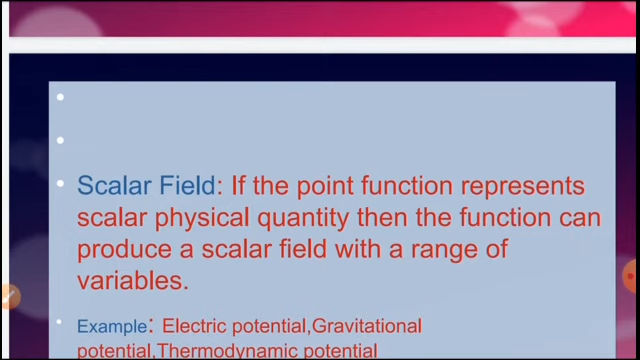 Scalar Field: If the point function represents
scalar physical quantity then the function can
produce a scalar field with a range of
variables.
Example: Electric potential,Gravitational
potential,Thermodynamic potential